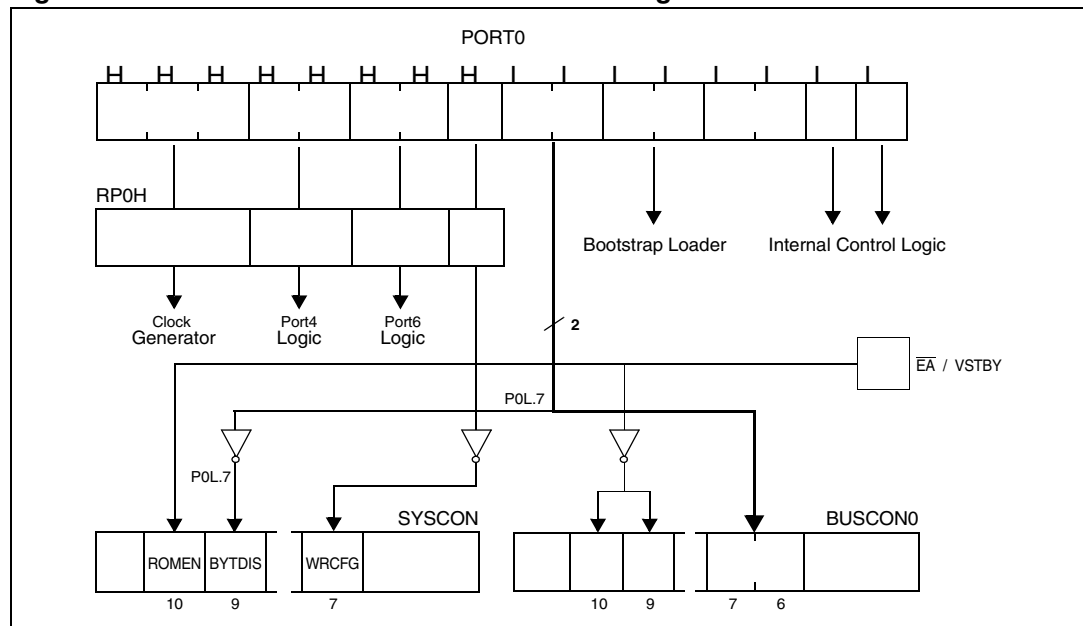 PORT0
H H H H H H H H I I I I I I I I
RP0H
Bootstrap Loader
Internal Control Logic
Clock
Generator
Port4
Logic
Port6
Logic
2
EA / VSTBY
P0L.7
P0L.7
SYSCON
BUSCON0
ROMEN
BYTDIS
WRCFG
10
9
7
10
9
7
6